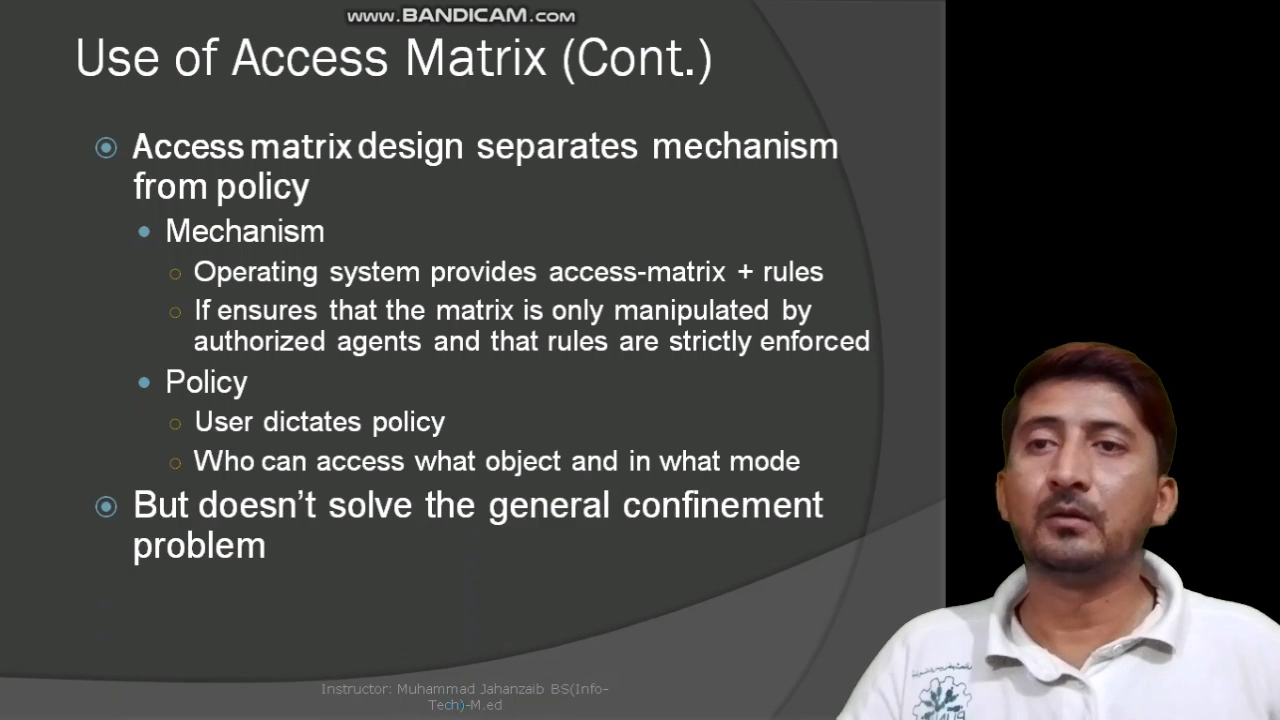 www.BANDICAM.com
Use of Access Matrix (Cont.)
Access matrix design separates mechanism
from policy
Mechanism
Operating system provides access-matrix + rules
If ensures that the matrix is only manipulated by
authorized agents and that rules are strictly enforced
Policy
User dictates policy
Who can access what object and in what mode
But doesn't solve the general confinement
problem
Instructor: Muhammad Jahanzaib BS(Info-
Tech)-M.ed